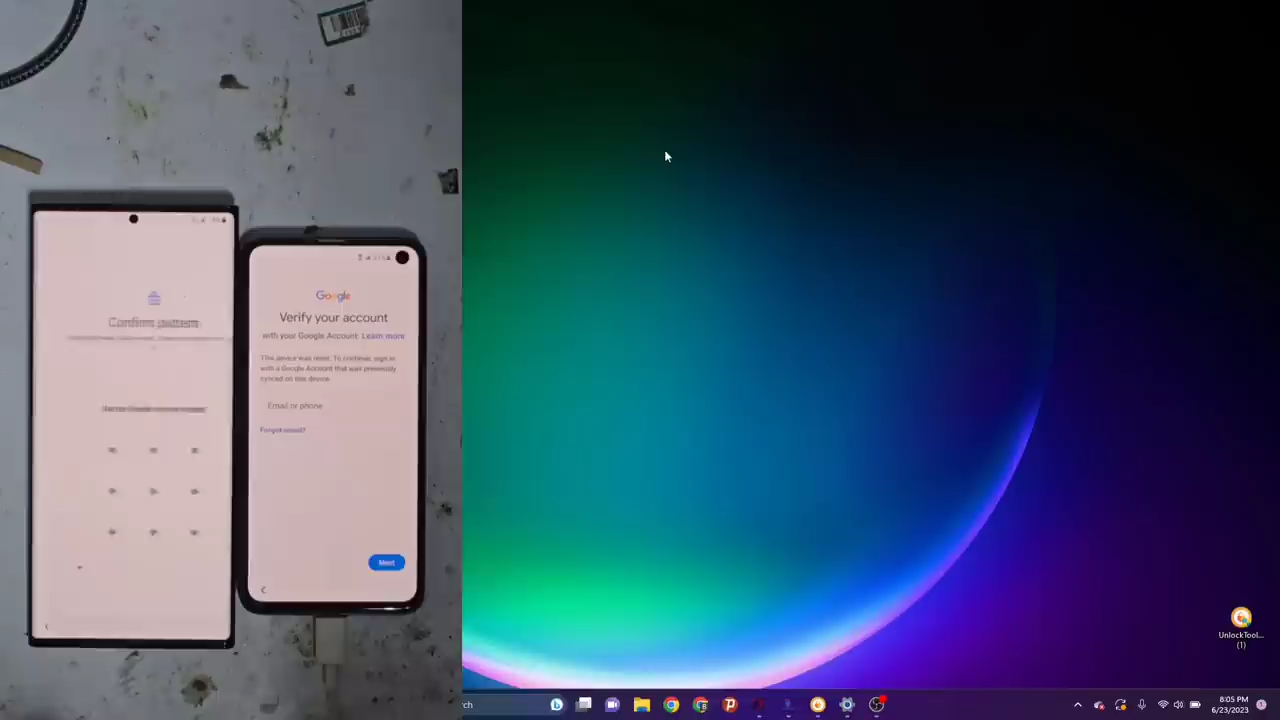 Confirm pattern
Google
Verify your account
with your Google Account. Learn more
This device was reset. To continue, sign in
with a Google Account that was previously
synced on this device.
Email or phone
Forgot email?
Next
UnlockTool...
(1)
rch
8:05 PM
6/23/2023